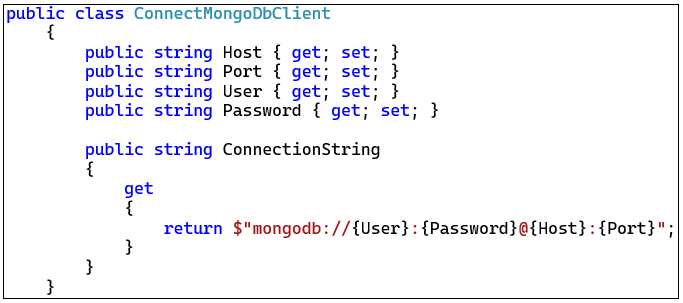 public class ConnectMongoDbClient
{
public string Host { get; set; }
public string Port { get; set; }
public string User { get; set; }
public string Password { get; set; }
public string ConnectionString
{
get
{
return $"mongodb://{User}:{Password}@{Host}:{Port}";
}
}
}